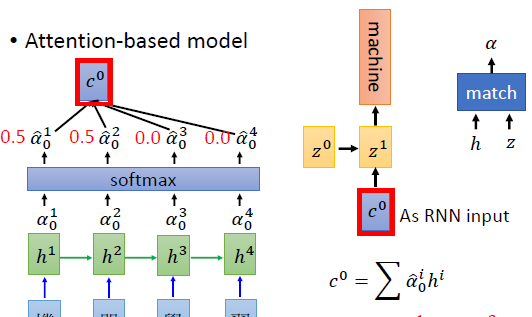 • Attention-based model
c⁰
0.5 α̂₀¹ 0.5 α̂₀² 0.0 α̂₀³ 0.0 α̂₀⁴
softmax
α₀¹ α₀² α₀³ α₀⁴
h¹ h² h³ h⁴
machine
z⁰ z¹
c⁰ As RNN input
c⁰ = ∑ α̂₀ⁱhⁱ
α
match
h z